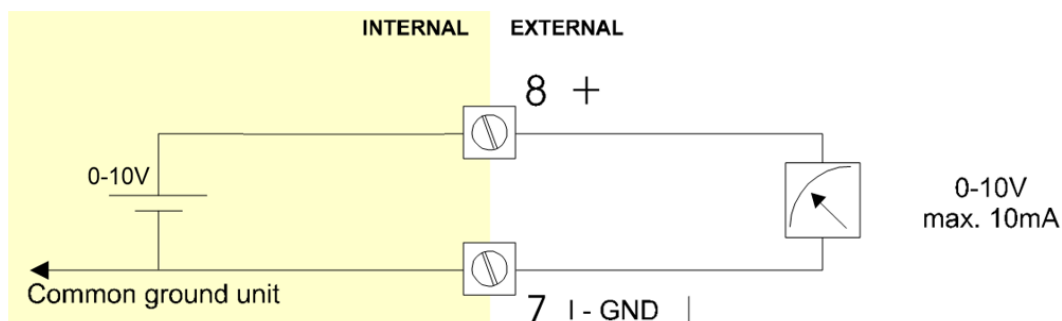 INTERNAL EXTERNAL
8 +
0-10V
0-10V
max. 10mA
Common ground unit
7 I - GND |